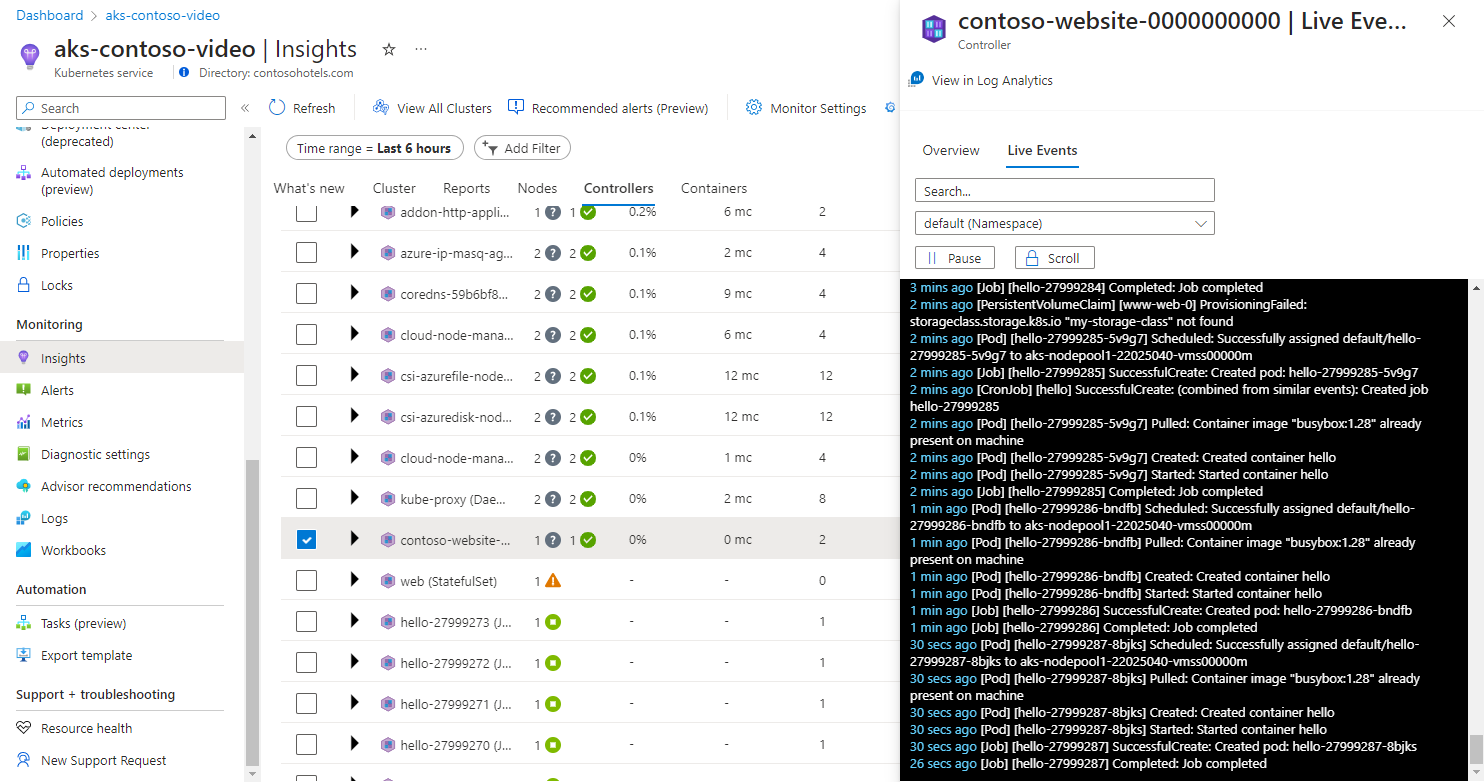 Dashboard > aks-contoso-video
aks-contoso-video | Insights
Kubernetes service
Directory: contosohotels.com
Search
Deployment center
(deprecated)
Automated deployments
(preview)
Policies
Properties
Locks
Monitoring
Insights
Alerts
Metrics
Diagnostic settings
Advisor recommendations
Logs
Workbooks
Automation
Tasks (preview)
Export template
Support + troubleshooting
Resource health
New Support Request
Refresh
View All Clusters
Recommended alerts (Preview)
Monitor Settings
Time range = Last 6 hours
Add Filter
What's new Cluster Reports Nodes Controllers Containers
addon-http-appli... 1 1 0.2% 6 mc 2
azure-ip-masq-ag... 2 2 0.1% 2 mc 4
coredns-59b6bf8... 2 2 0.1% 9 mc 4
cloud-node-mana... 2 2 0.1% 6 mc 4
csi-azurefile-node... 2 2 0.1% 12 mc 12
csi-azuredisk-nod... 2 2 0.1% 12 mc 12
cloud-node-mana... 2 2 0% 1 mc 4
kube-proxy (Dae... 2 2 0% 2 mc 8
contoso-website-... 1 1 0% 0 mc 2
web (StatefulSet) 1 - - 0
hello-27999273 (J... 1 - - 1
hello-27999272 (J... 1 - - 1
hello-27999271 (J... 1 - - 1
hello-27999270 (J... 1 - - 1
contoso-website-0000000000 | Live Eve...
Controller
View in Log Analytics
Overview Live Events
Search...
default (Namespace)
Pause Scroll
3 mins ago [Job] [hello-27999284] Completed: Job completed
2 mins ago [PersistentVolumeClaim] [www-web-0] ProvisioningFailed:
storageclass.storage.k8s.io "my-storage-class" not found
2 mins ago [Pod] [hello-27999285-5v9g7] Scheduled: Successfully assigned default/hello-
27999285-5v9g7 to aks-nodepool1-22025040-vmss00000m
2 mins ago [Job] [hello-27999285] SuccessfulCreate: Created pod: hello-27999285-5v9g7
2 mins ago [CronJob] [hello] SuccessfulCreate: (combined from similar events): Created job
hello-27999285
2 mins ago [Pod] [hello-27999285-5v9g7] Pulled: Container image "busybox:1.28" already
present on machine
2 mins ago [Pod] [hello-27999285-5v9g7] Created: Created container hello
2 mins ago [Pod] [hello-27999285-5v9g7] Started: Started container hello
2 mins ago [Job] [hello-27999285] Completed: Job completed
1 min ago [Pod] [hello-27999286-bndfb] Scheduled: Successfully assigned default/hello-
27999286-bndfb to aks-nodepool1-22025040-vmss00000m
1 min ago [Pod] [hello-27999286-bndfb] Pulled: Container image "busybox:1.28" already
present on machine
1 min ago [Pod] [hello-27999286-bndfb] Created: Created container hello
1 min ago [Pod] [hello-27999286-bndfb] Started: Started container hello
1 min ago [Job] [hello-27999286] SuccessfulCreate: Created pod: hello-27999286-bndfb
1 min ago [Job] [hello-27999286] Completed: Job completed
30 secs ago [Pod] [hello-27999287-8bjks] Scheduled: Successfully assigned default/hello-
27999287-8bjks to aks-nodepool1-22025040-vmss00000m
30 secs ago [Pod] [hello-27999287-8bjks] Pulled: Container image "busybox:1.28" already
present on machine
30 secs ago [Pod] [hello-27999287-8bjks] Created: Created container hello
30 secs ago [Pod] [hello-27999287-8bjks] Started: Started container hello
30 secs ago [Job] [hello-27999287] SuccessfulCreate: Created pod: hello-27999287-8bjks
26 secs ago [Job] [hello-27999287] Completed: Job completed